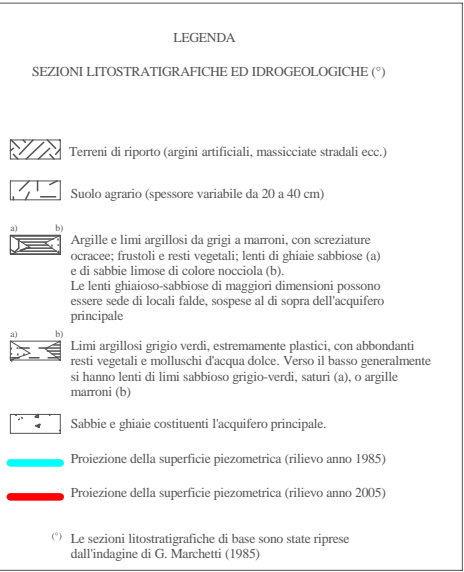 LEGENDA
SEZIONI LITOSTRATIGRAFICHE ED IDROGEOLOGICHE (°)
Terreni di riporto (argini artificiali, massicciate stradali ecc.)
Suolo agrario (spessore variabile da 20 a 40 cm)
a) b)
Argille e limi argillosi da grigi a marroni, con screziature
ocracee; frustoli e resti vegetali; lenti di ghiaie sabbiose (a)
e di sabbie limose di colore nocciola (b).
Le lenti ghiaioso-sabbiose di maggiori dimensioni possono
essere sede di locali falde, sospese al di sopra dell'acquifero
principale
a) b)
Limi argillosi grigio verdi, estremamente plastici, con abbondanti
resti vegetali e molluschi d'acqua dolce. Verso il basso generalmente
si hanno lenti di limi sabbioso grigio-verdi, saturi (a), o argille
marroni (b)
Sabbie e ghiaie costituenti l'acquifero principale.
Proiezione della superficie piezometrica (rilievo anno 1985)
Proiezione della superficie piezometrica (rilievo anno 2005)
(°) Le sezioni litostratigrafiche di base sono state riprese
dall'indagine di G. Marchetti (1985)